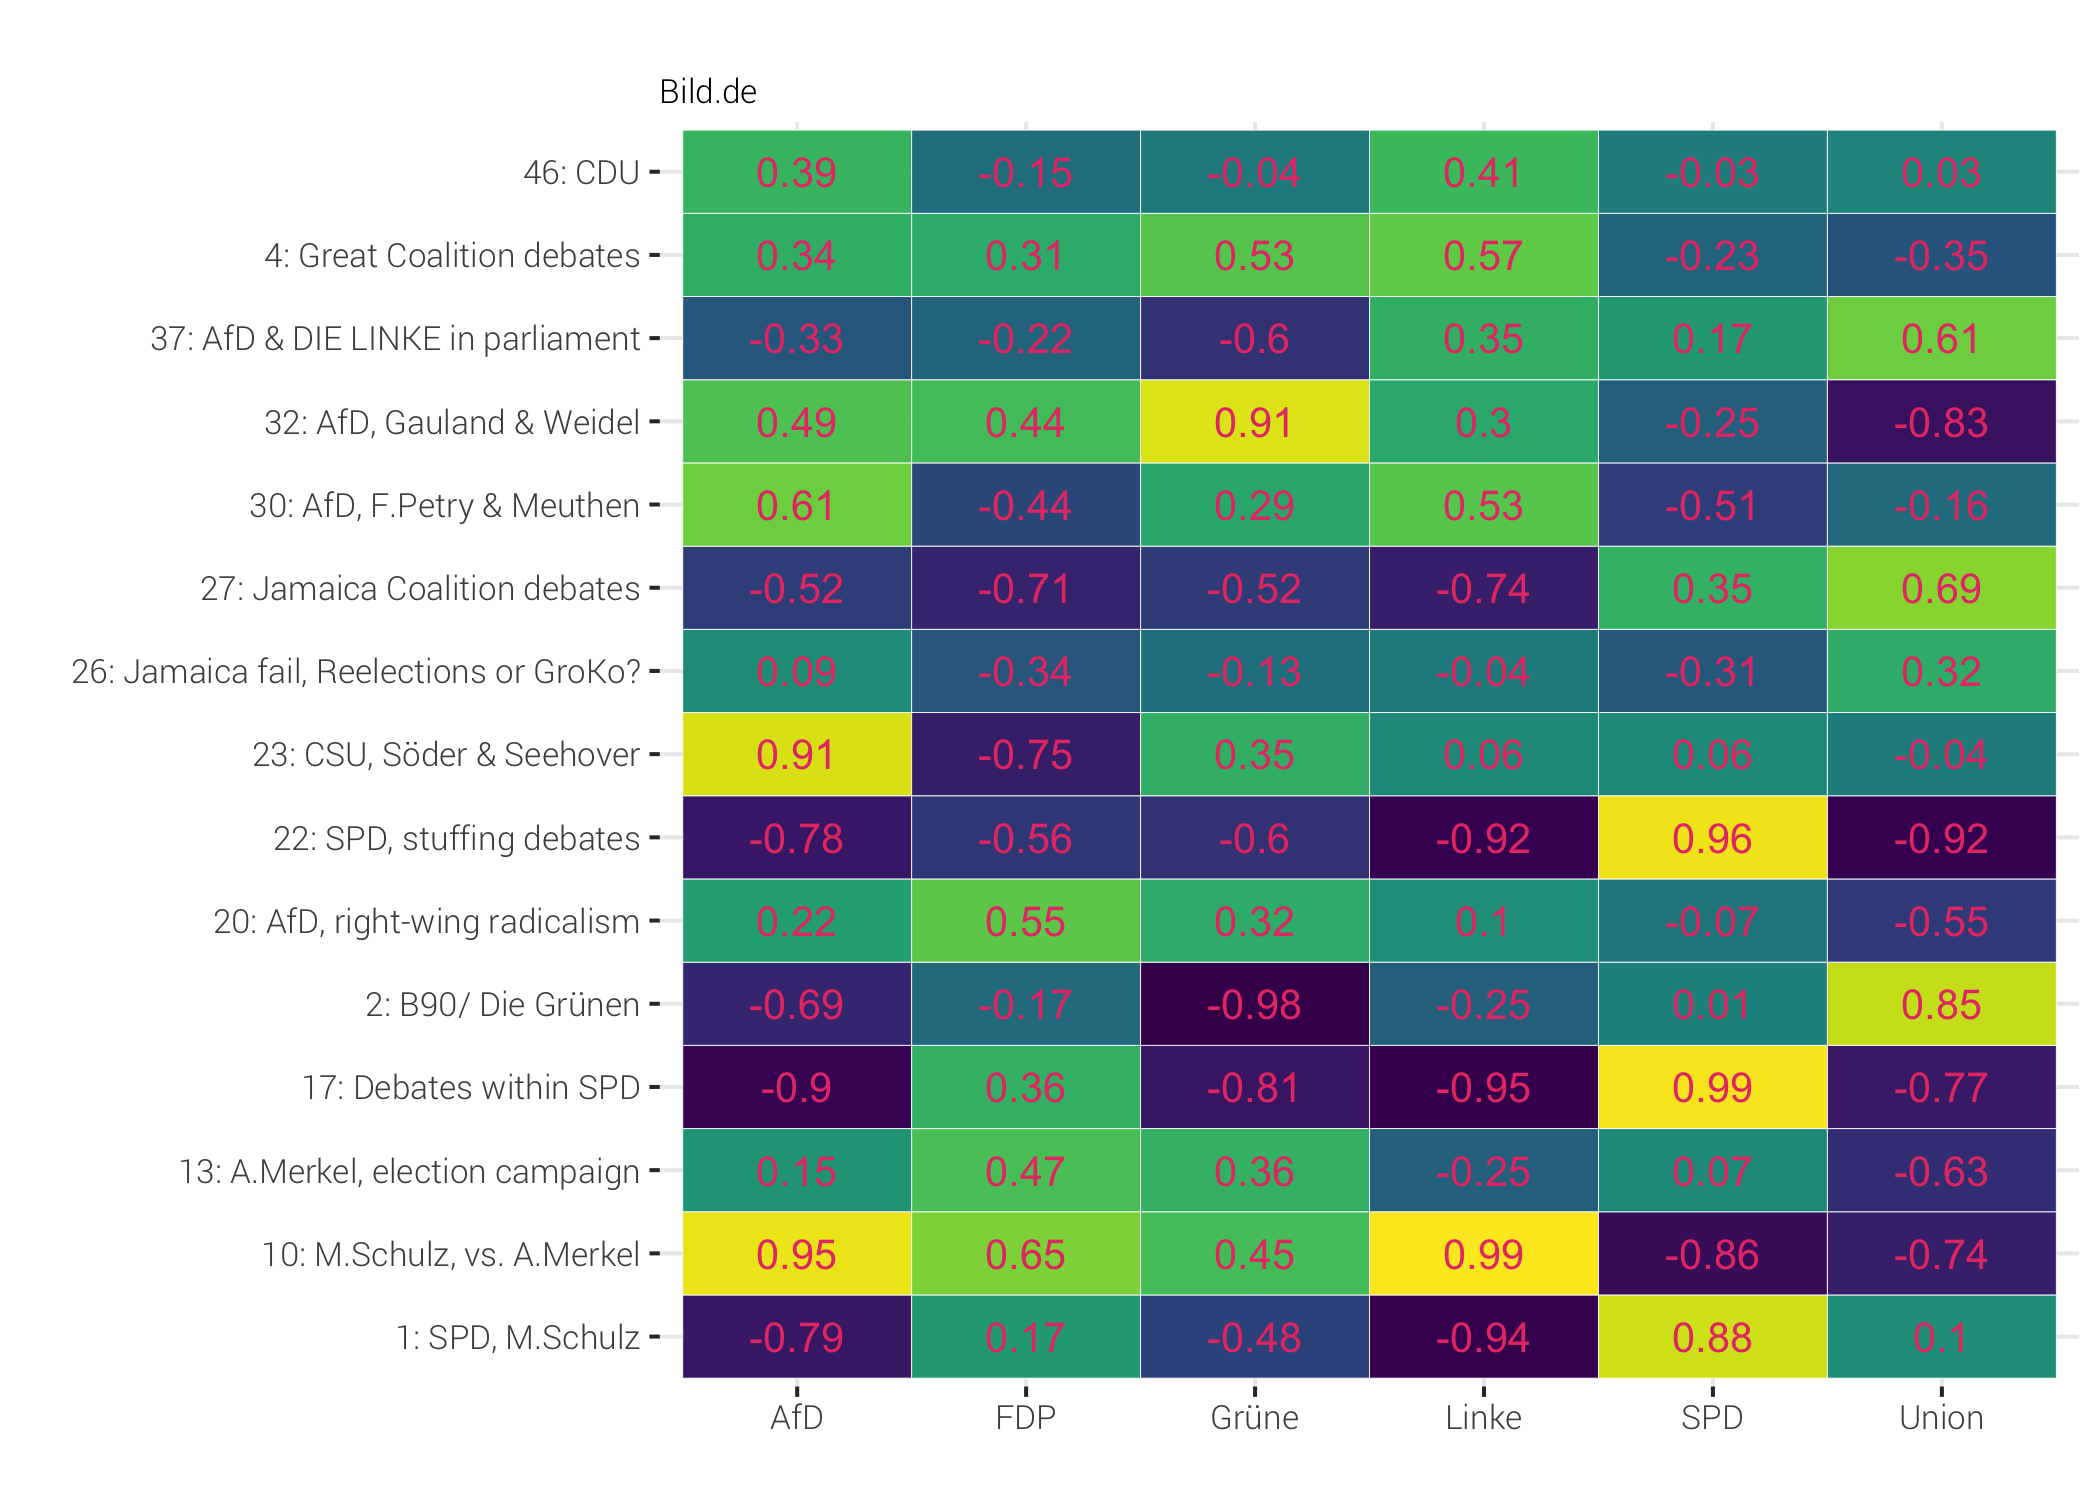 Bild.de
46: CDU 0.39 -0.15 -0.04 0.41 -0.03 0.03
4: Great Coalition debates 0.34 0.31 0.53 0.57 -0.23 -0.35
37: AfD & DIE LINKE in parliament -0.33 -0.22 -0.6 0.35 0.17 0.61
32: AfD, Gauland & Weidel 0.49 0.44 0.91 0.3 -0.25 -0.83
30: AfD, F.Petry & Meuthen 0.61 -0.44 0.29 0.53 -0.51 -0.16
27: Jamaica Coalition debates -0.52 -0.71 -0.52 -0.74 0.35 0.69
26: Jamaica fail, Reelections or GroKo? 0.09 -0.34 -0.13 -0.04 -0.31 0.32
23: CSU, Söder & Seehover 0.91 -0.75 0.35 0.06 0.06 -0.04
22: SPD, stuffing debates -0.78 -0.56 -0.6 -0.92 0.96 -0.92
20: AfD, right-wing radicalism 0.22 0.55 0.32 0.1 -0.07 -0.55
2: B90/ Die Grünen -0.69 -0.17 -0.98 -0.25 0.01 0.85
17: Debates within SPD -0.9 0.36 -0.81 -0.95 0.99 -0.77
13: A.Merkel, election campaign 0.15 0.47 0.36 -0.25 0.07 -0.63
10: M.Schulz, vs. A.Merkel 0.95 0.65 0.45 0.99 -0.86 -0.74
1: SPD, M.Schulz -0.79 0.17 -0.48 -0.94 0.88 0.1
AfD FDP Grüne Linke SPD Union